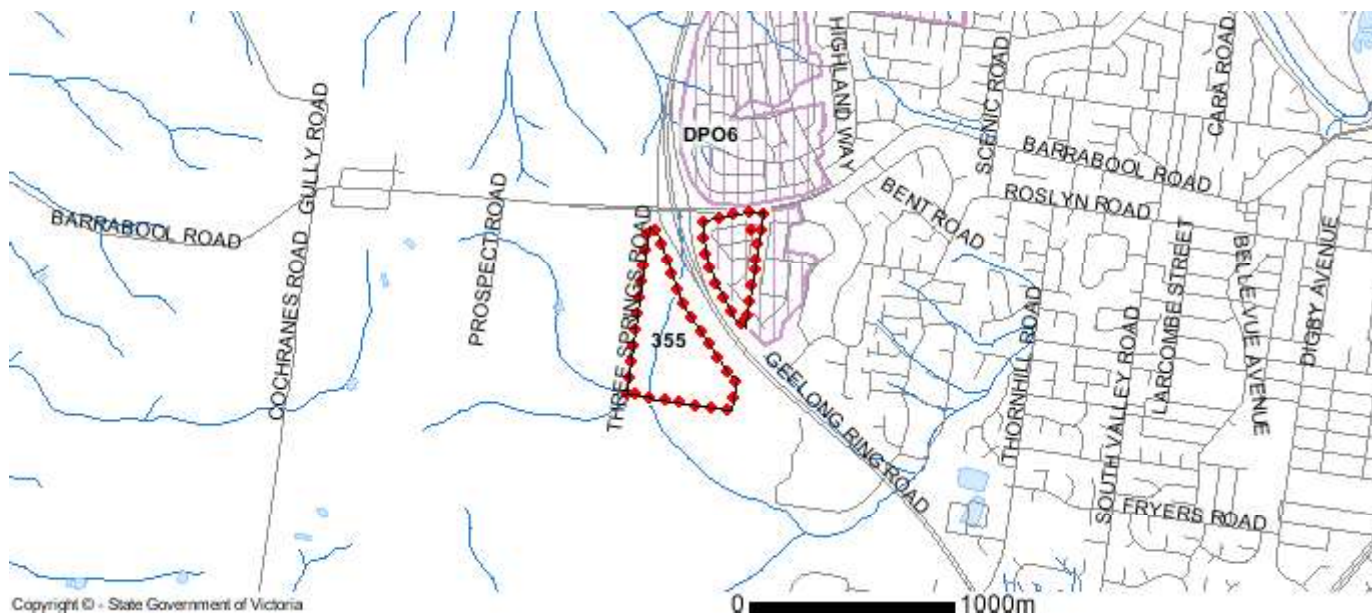 HIGHLAND WAY
SCENIC ROAD
CARA ROAD
GULLY ROAD
DPO6
BARRABOOL ROAD
BENT ROAD
ROSLYN ROAD
BARRABOOL ROAD
COCHRANES ROAD
PROSPECT ROAD
THREE SPRINGS ROAD
355
GEELONG RING ROAD
THORNHILL ROAD
SOUTH VALLEY ROAD
LARCOMBE STREET
BELLEVUE AVENUE
DIGBY AVENUE
FRYERS ROAD
Copyright © - State Government of Victoria
0 1000m